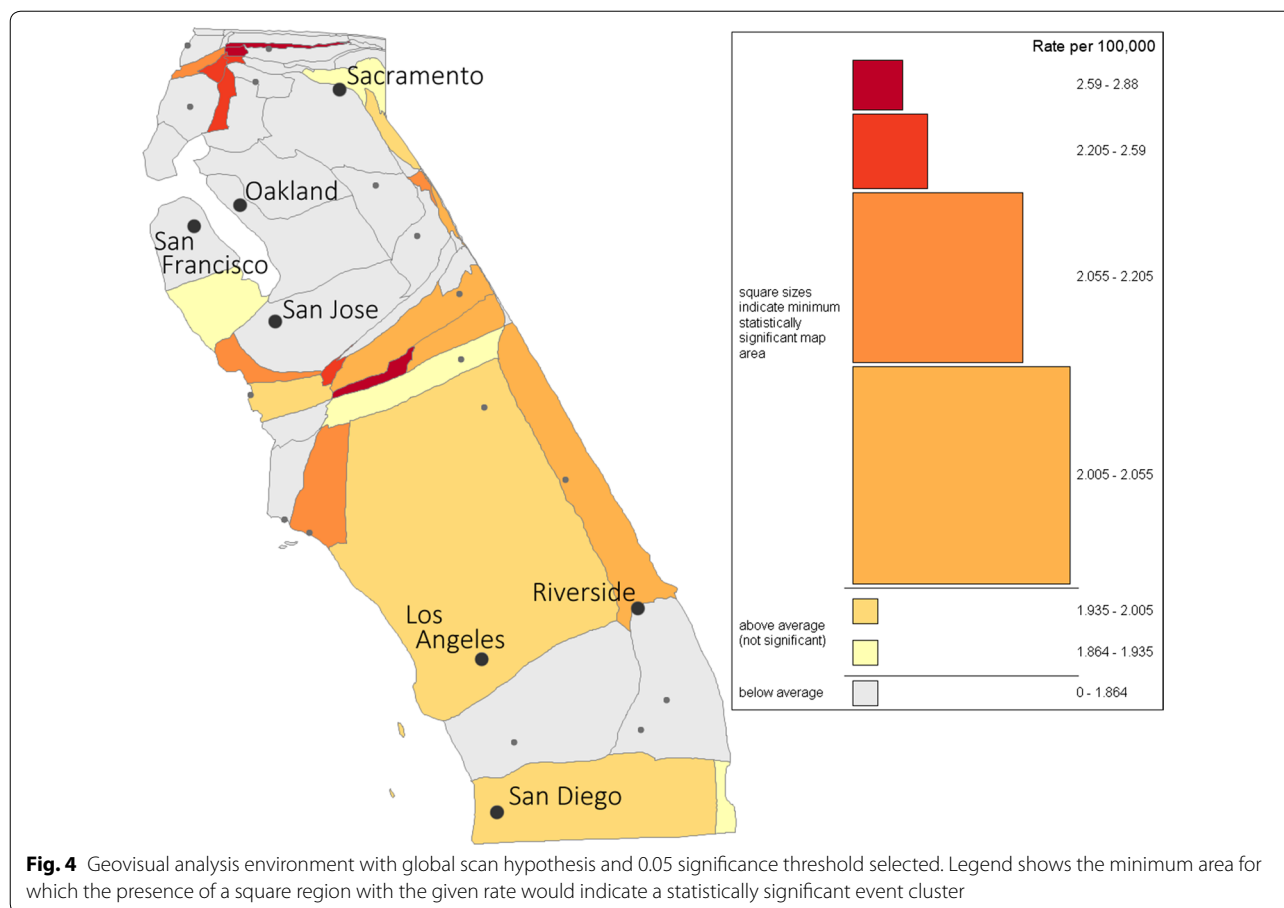 Sacramento
Oakland
San
Francisco
San Jose
Riverside
Los
Angeles
San Diego
Rate per 100,000
2.59 - 2.88
2.205 - 2.59
2.055 - 2.205
square sizes
indicate minimum
statistically
significant map
area
2.005 - 2.055
above average
(not significant)
1.935 - 2.005
1.864 - 1.935
below average
0 - 1.864
Fig. 4 Geovisual analysis environment with global scan hypothesis and 0.05 significance threshold selected. Legend shows the minimum area for
which the presence of a square region with the given rate would indicate a statistically significant event cluster